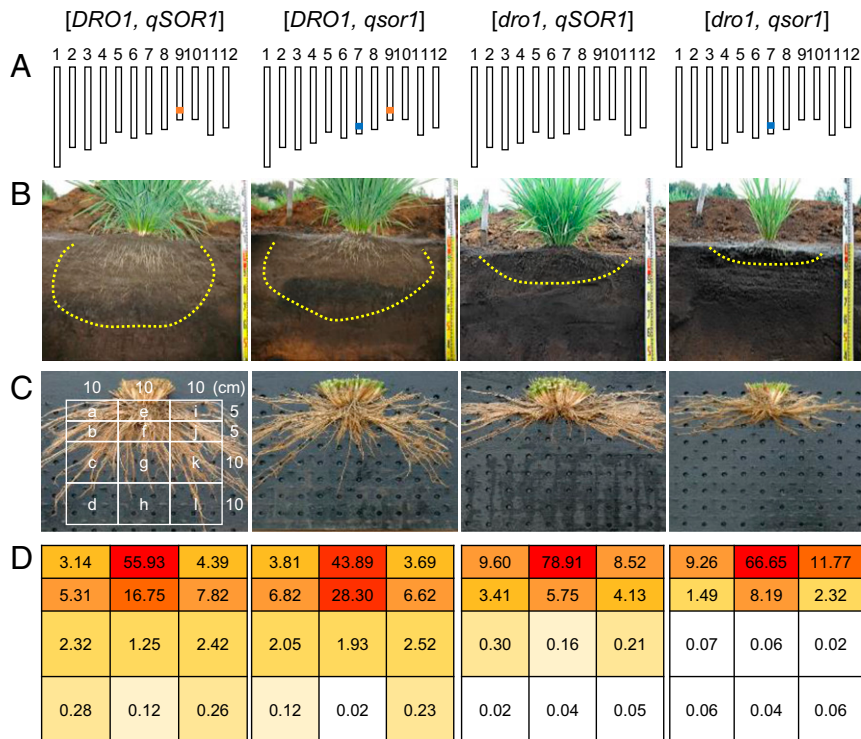 [DRO1, qSOR1] [DRO1, qsor1] [dro1, qSOR1] [dro1, qsor1]
A
1 2 3 4 5 6 7 8 9 10 11 12 1 2 3 4 5 6 7 8 9 10 11 12 1 2 3 4 5 6 7 8 9 10 11 12 1 2 3 4 5 6 7 8 9 10 11 12
B
C
10 10 10 (cm)
a e i 5
b f j 5
c g k 10
d h l 10
D
3.14 55.93 4.39 3.81 43.89 3.69 9.60 78.91 8.52 9.26 66.65 11.77
5.31 16.75 7.82 6.82 28.30 6.62 3.41 5.75 4.13 1.49 8.19 2.32
2.32 1.25 2.42 2.05 1.93 2.52 0.30 0.16 0.21 0.07 0.06 0.02
0.28 0.12 0.26 0.12 0.02 0.23 0.02 0.04 0.05 0.06 0.04 0.06